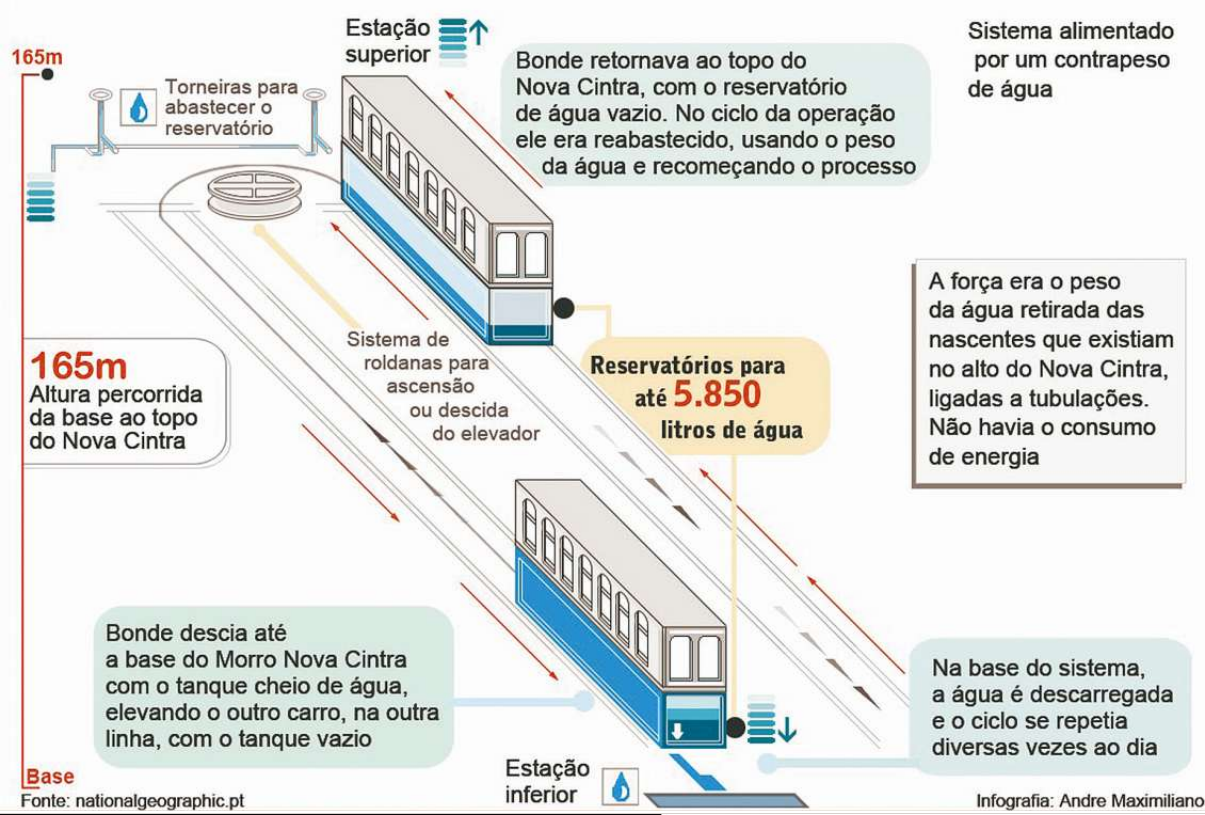 Estação
superior
Sistema alimentado
por um contrapeso
de água
165m
Torneiras para
abastecer o
reservatório
Bonde retornava ao topo do
Nova Cintra, com o reservatório
de água vazio. No ciclo da operação
ele era reabastecido, usando o peso
da água e recomeçando o processo
A força era o peso
da água retirada das
nascentes que existiam
no alto do Nova Cintra,
ligadas a tubulações.
Não havia o consumo
de energia
165m
Altura percorrida
da base ao topo
do Nova Cintra
Sistema de
roldanas para
ascensão
ou descida
do elevador
Reservatórios para
até 5.850
litros de água
Bonde descia até
a base do Morro Nova Cintra
com o tanque cheio de água,
elevando o outro carro, na outra
linha, com o tanque vazio
Na base do sistema,
a água é descarregada
e o ciclo se repetia
diversas vezes ao dia
Estação
inferior
Base
Fonte: nationalgeographic.pt
Infografia: Andre Maximiliano